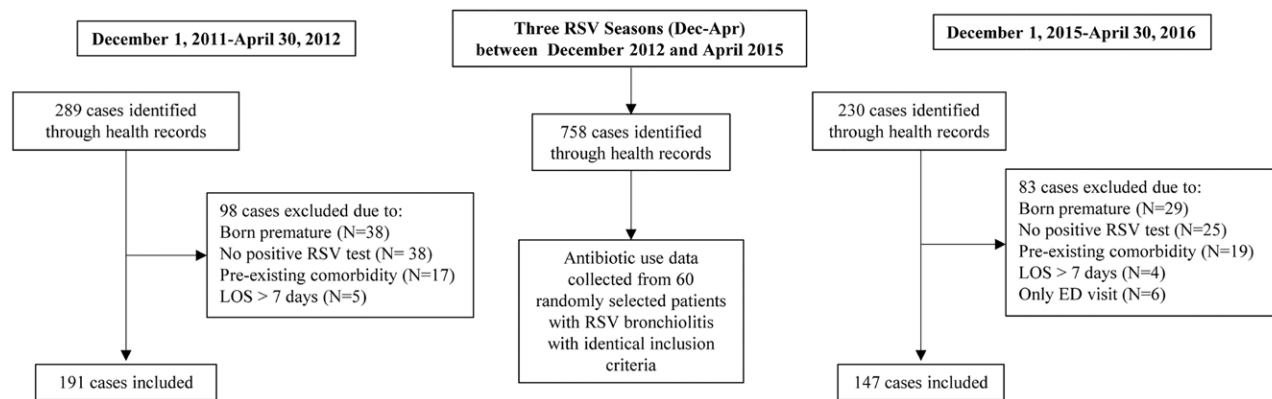 December 1, 2011-April 30, 2012
289 cases identified
through health records
98 cases excluded due to:
Born premature (N=38)
No positive RSV test (N= 38)
Pre-existing comorbidity (N=17)
LOS > 7 days (N=5)
191 cases included
Three RSV Seasons (Dec-Apr)
between December 2012 and April 2015
758 cases identified
through health records
Antibiotic use data
collected from 60
randomly selected patients
with RSV bronchiolitis
with identical inclusion
criteria
December 1, 2015-April 30, 2016
230 cases identified
through health records
83 cases excluded due to:
Born premature (N=29)
No positive RSV test (N=25)
Pre-existing comorbidity (N=19)
LOS > 7 days (N=4)
Only ED visit (N=6)
147 cases included